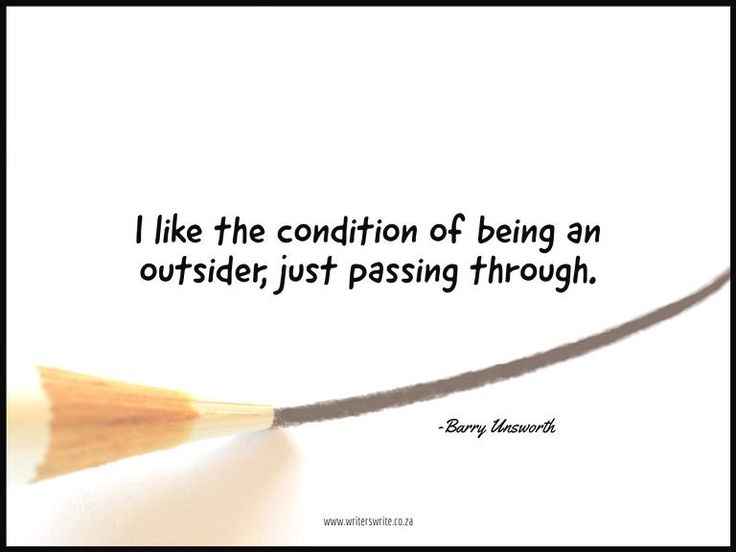 I like the condition of being an
outsider, just passing through.
-Barry Unsworth
www.writerswrite.co.za